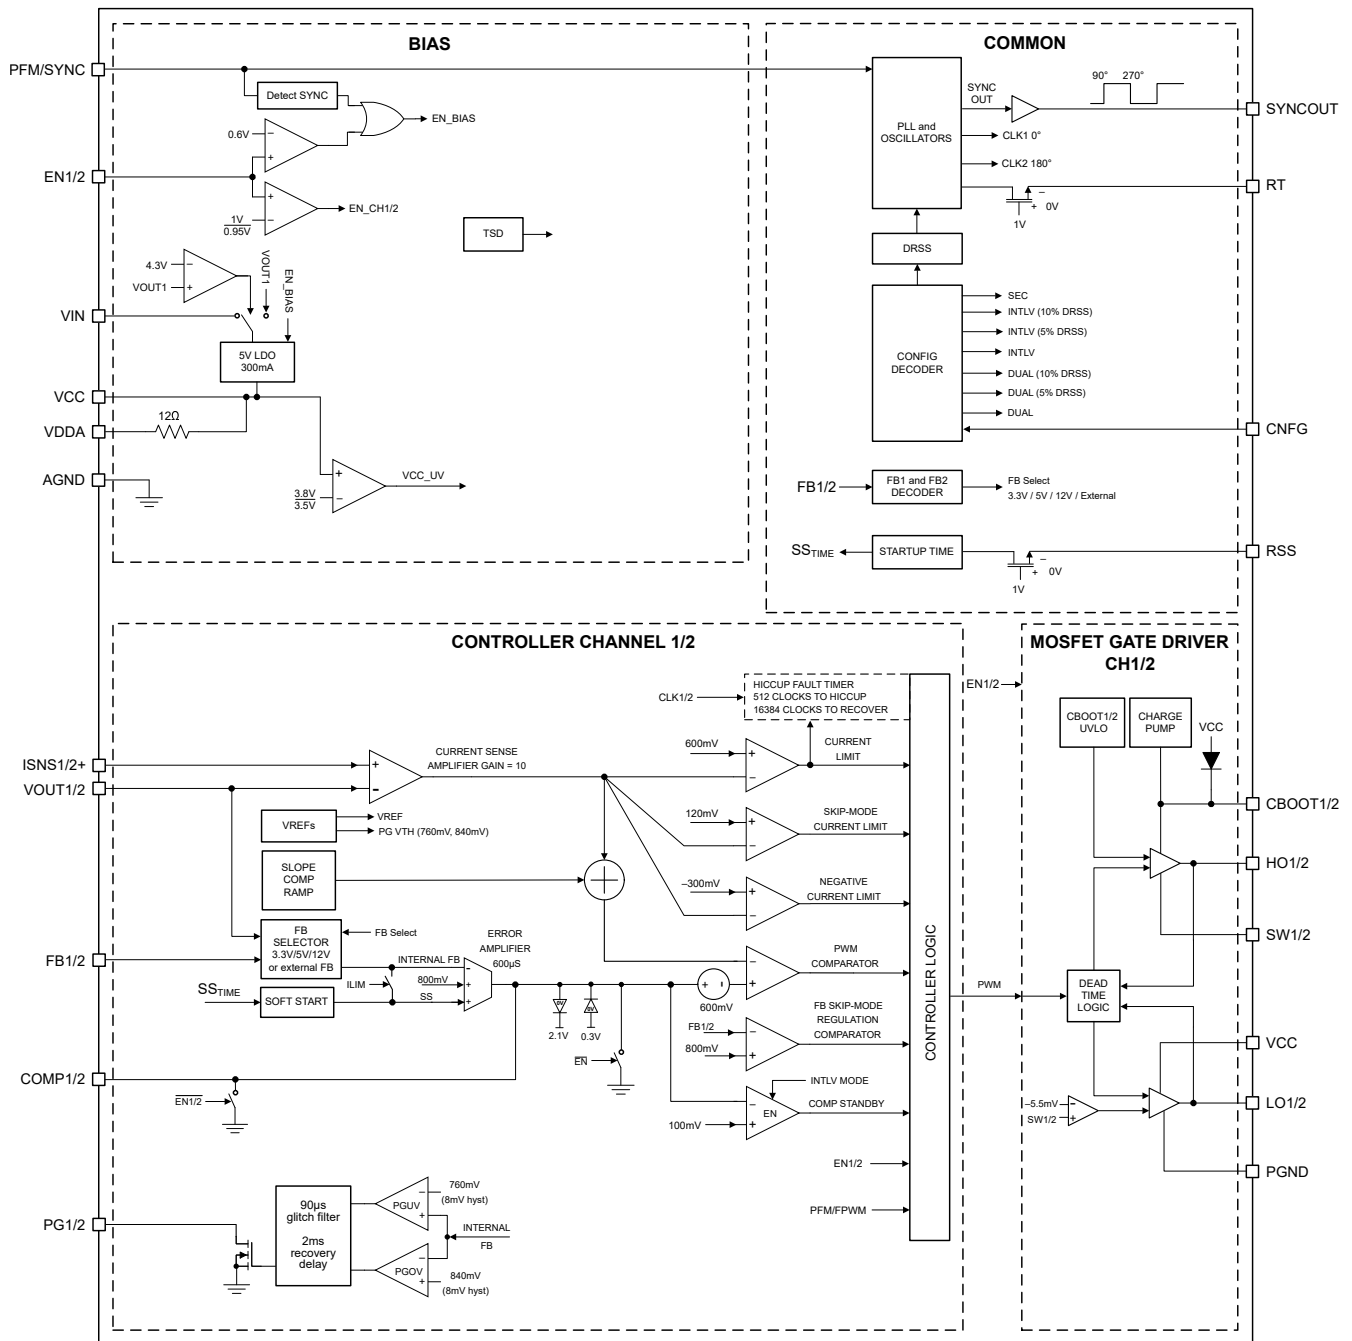 BIAS
PFM/SYNC
Detect SYNC
0.6V
−
+
EN_BIAS
EN1/2
+
−
1V
0.95V
EN_CH1/2
TSD
4.3V
−
VOUT1
+
VOUT1
EN_BIAS
VIN
5V LDO
300mA
VCC
12Ω
VDDA
AGND
+
−
3.8V
3.5V
VCC_UV
COMMON
PLL and
OSCILLATORS
SYNC
OUT
90°
270°
SYNCOUT
CLK1 0°
CLK2 180°
RT
−
+
0V
1V
DRSS
CONFIG
DECODER
SEC
INTLV (10% DRSS)
INTLV (5% DRSS)
INTLV
DUAL (10% DRSS)
DUAL (5% DRSS)
DUAL
CNFG
FB1/2
FB1 and FB2
DECODER
FB Select
3.3V / 5V / 12V / External
SSTIME
STARTUP TIME
−
+
0V
1V
RSS
CONTROLLER CHANNEL 1/2
CLK1/2
HICCUP FAULT TIMER
512 CLOCKS TO HICCUP
16384 CLOCKS TO RECOVER
ISNS1/2+
VOUT1/2
+
-
CURRENT SENSE
AMPLIFIER GAIN = 10
600mV
+
−
CURRENT
LIMIT
VREFs
VREF
PG VTH (760mV, 840mV)
120mV
+
−
SKIP-MODE
CURRENT LIMIT
SLOPE
COMP
RAMP
–300mV
+
−
NEGATIVE
CURRENT LIMIT
FB
SELECTOR
3.3V/5V/12V
or external FB
FB Select
FB1/2
INTERNAL FB
ERROR
AMPLIFIER
600µS
-
+
+
800mV
ILIM
SS
SSTIME
SOFT START
2.1V
0.3V
EN
+
−
600mV
−
+
PWM
COMPARATOR
FB1/2
−
800mV
+
FB SKIP-MODE
REGULATION
COMPARATOR
COMP1/2
EN1/2
INTLV MODE
−
EN
+
100mV
COMP STANDBY
EN1/2
PFM/FPWM
CONTROLLER LOGIC
PG1/2
90µs
glitch filter
2ms
recovery
delay
PGUV
−
+
760mV
(8mV hyst)
INTERNAL
FB
PGOV
−
+
840mV
(8mV hyst)
MOSFET GATE DRIVER
CH1/2
EN1/2
CBOOT1/2
UVLO
CHARGE
PUMP
VCC
CBOOT1/2
HO1/2
SW1/2
PWM
DEAD
TIME
LOGIC
VCC
–5.5mV
-
SW1/2
+
LO1/2
PGND